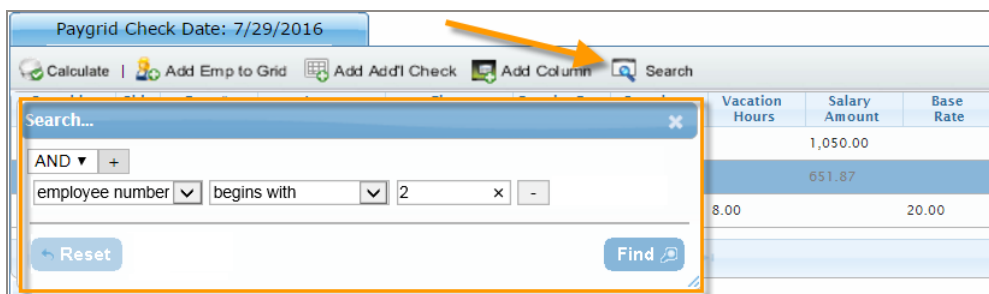 Paygrid Check Date: 7/29/2016
Calculate | Add Emp to Grid Add Add'l Check Add Column Search
Vacation Hours Salary Amount Base Rate
Search...
AND ▼ +
1,050.00
employee number begins with 2 × -
651.87
8.00 20.00
Reset Find